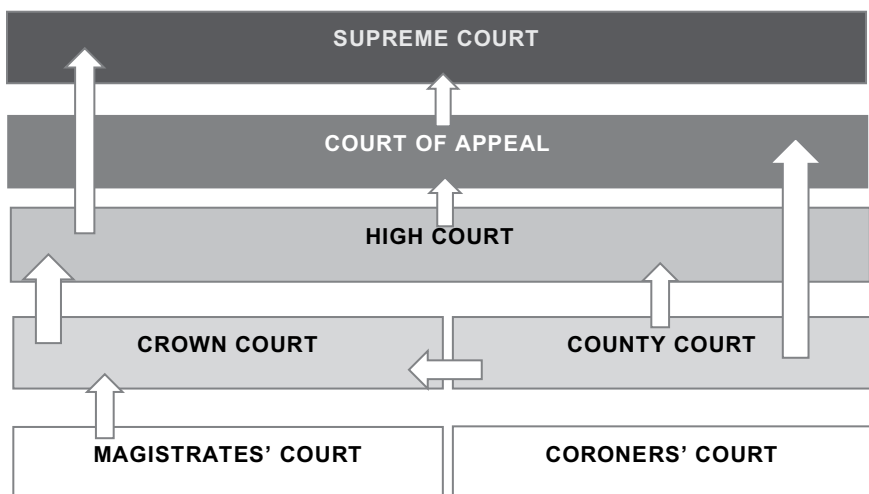 SUPREME COURT
COURT OF APPEAL
HIGH COURT
CROWN COURT
COUNTY COURT
MAGISTRATES’ COURT
CORONERS’ COURT